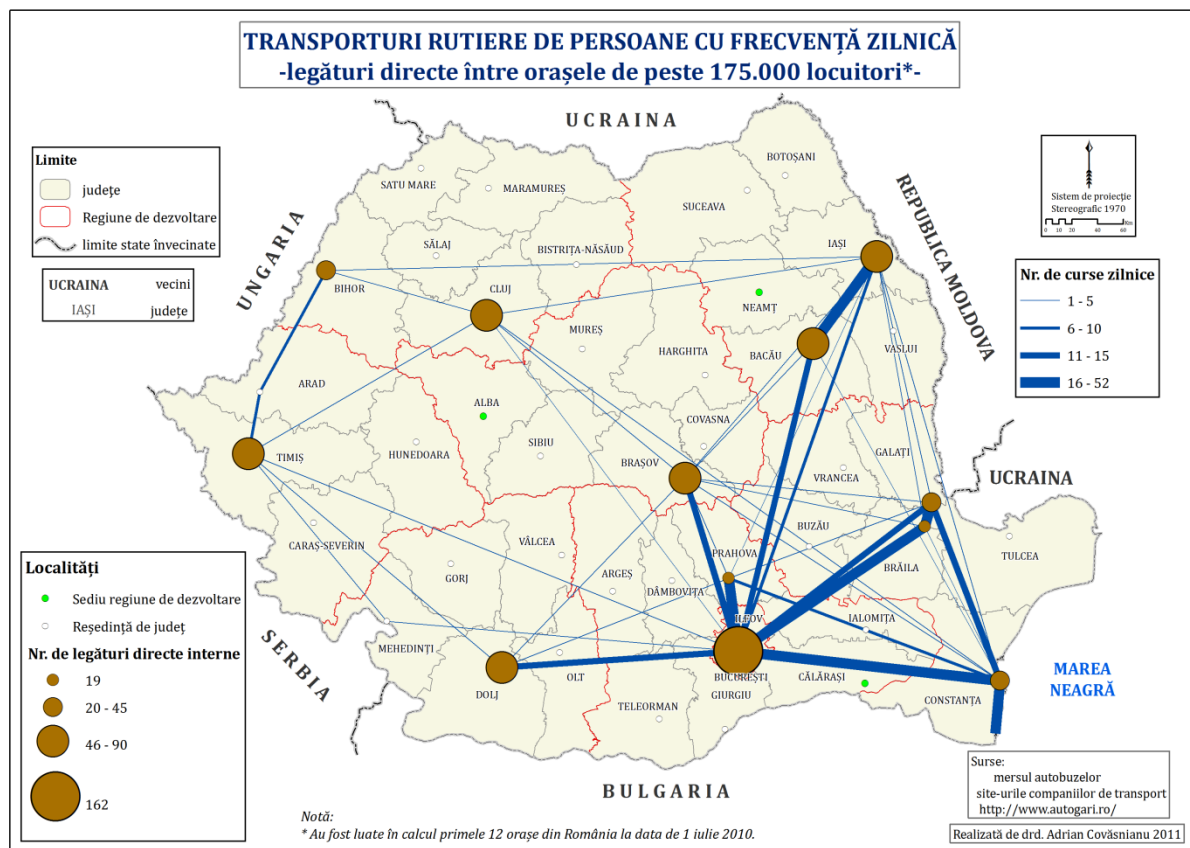 TRANSPORTURI RUTIERE DE PERSOANE CU FRECVENȚĂ ZILNICĂ
-legături directe între orașele de peste 175.000 locuitori*-
Limite
județe
Regiune de dezvoltare
limite state învecinate
UCRAINA vecini
IAȘI județe
Sistem de proiecție
Stereografic 1970
0 10 20 40 60 Km
Nr. de curse zilnice
1 - 5
6 - 10
11 - 15
16 - 52
UCRAINA
REPUBLICA MOLDOVA
UNGARIA
UCRAINA
SERBIA
BULGARIA
MAREA
NEAGRĂ
BOTOȘANI
SATU MARE
MARAMUREȘ
SUCEAVA
SĂLAJ
BISTRIȚA-NĂSĂUD
IAȘI
BIHOR
CLUJ
NEAMȚ
MUREȘ
HARGHITA
BACĂU
VASLUI
ARAD
ALBA
COVASNA
TIMIȘ
HUNEDOARA
SIBIU
BRAȘOV
VRANCEA
GALAȚI
CARAȘ-SEVERIN
VÂLCEA
BUZĂU
TULCEA
GORJ
ARGEȘ
PRAHOVA
BRĂILA
DÂMBOVIȚA
ILFOV
IALOMIȚA
MEHEDINȚI
DOLJ
OLT
BUCUREȘTI
CĂLĂRAȘI
TELEORMAN
GIURGIU
CONSTANȚA
Localități
Sediu regiune de dezvoltare
Reședință de județ
Nr. de legături directe interne
19
20 - 45
46 - 90
162
Notă:
* Au fost luate în calcul primele 12 orașe din România la data de 1 iulie 2010.
Surse:
mersul autobuzelor
site-urile companiilor de transport
http://www.autogari.ro/
Realizată de drd. Adrian Covăsnianu 2011